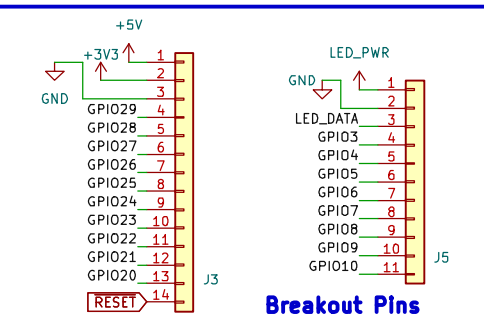 +5V
+3V3
GND
1
2
3
GPIO29 4
GPIO28 5
GPIO27 6
GPIO26 7
GPIO25 8
GPIO24 9
GPIO23 10
GPIO22 11
GPIO21 12
GPIO20 13
RESET 14
J3
LED_PWR
GND
1
2
LED_DATA 3
GPIO3 4
GPIO4 5
GPIO5 6
GPIO6 7
GPIO7 8
GPIO8 9
GPIO9 10
GPIO10 11
J5
Breakout Pins